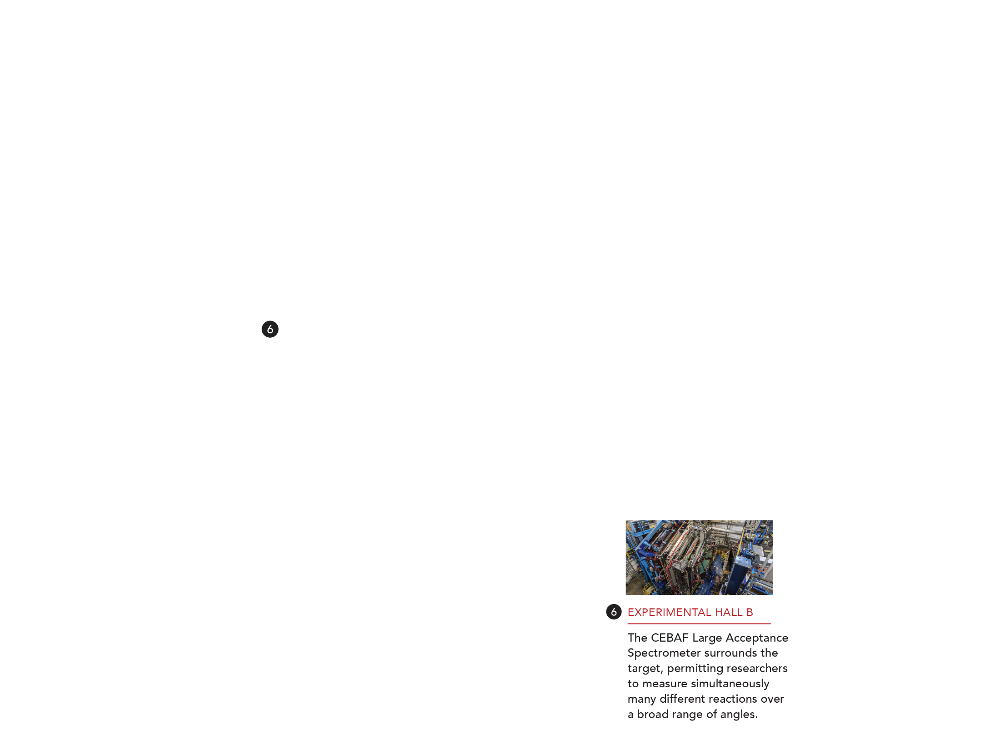 6
6 EXPERIMENTAL HALL B
The CEBAF Large Acceptance
Spectrometer surrounds the
target, permitting researchers
to measure simultaneously
many different reactions over
a broad range of angles.